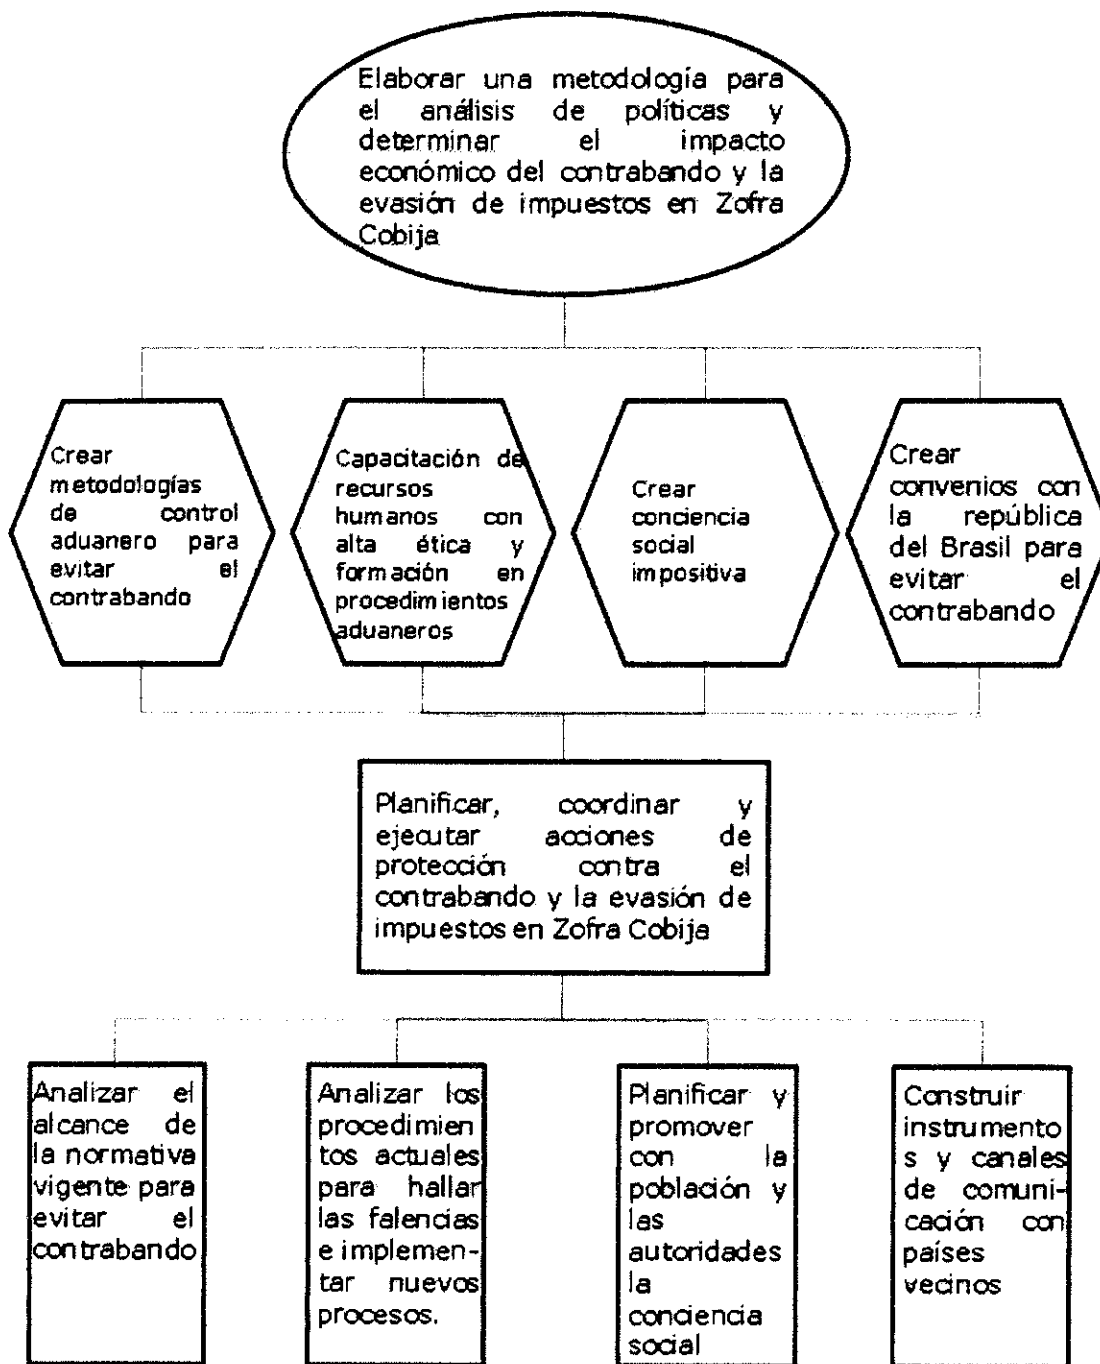 Elaborar una metodología para
el análisis de políticas y
determinar el impacto
económico del contrabando y la
evasión de impuestos en Zofra
Cobija
Crear
metodologías
de control
aduanero para
evitar el
contrabando
Capacitación de
recursos
humanos con
alta ética y
formación en
procedimientos
aduaneros
Crear
conciencia
social
impositiva
Crear
convenios con
la república
del Brasil para
evitar el
contrabando
Planificar, coordinar y
ejecutar acciones de
protección contra el
contrabando y la evasión de
impuestos en Zofra Cobija
Analizar el
alcance de
la normativa
vigente para
evitar el
contrabando
Analizar los
procedimien
tos actuales
para hallar
las falencias
e implemen-
tar nuevos
procesos.
Planificar y
promover
con la
población y
las
autoridades
la
conciencia
social
Construir
instrumento
s y canales
de comuni-
cación con
países
vecinos